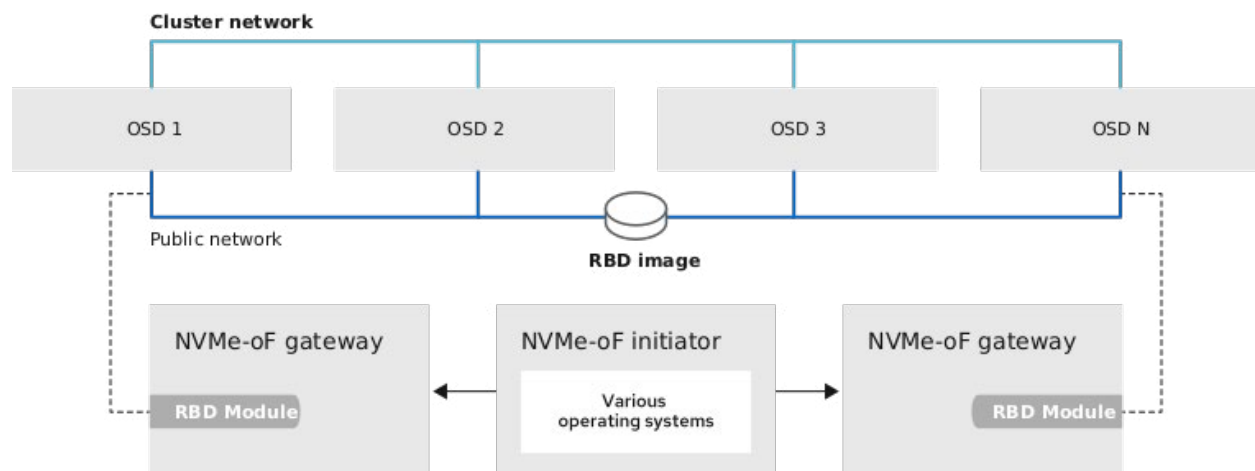 Cluster network
OSD 1
OSD 2
OSD 3
OSD N
Public network
RBD image
NVMe-oF gateway
RBD Module
NVMe-oF initiator
Various
operating systems
NVMe-oF gateway
RBD Module